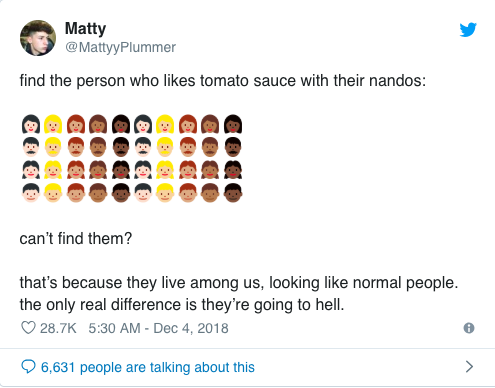 Matty
@MattyyPlummer
find the person who likes tomato sauce with their nandos:
can't find them?
that's because they live among us, looking like normal people.
the only real difference is they're going to hell.
28.7K 5:30 AM - Dec 4, 2018
6,631 people are talking about this